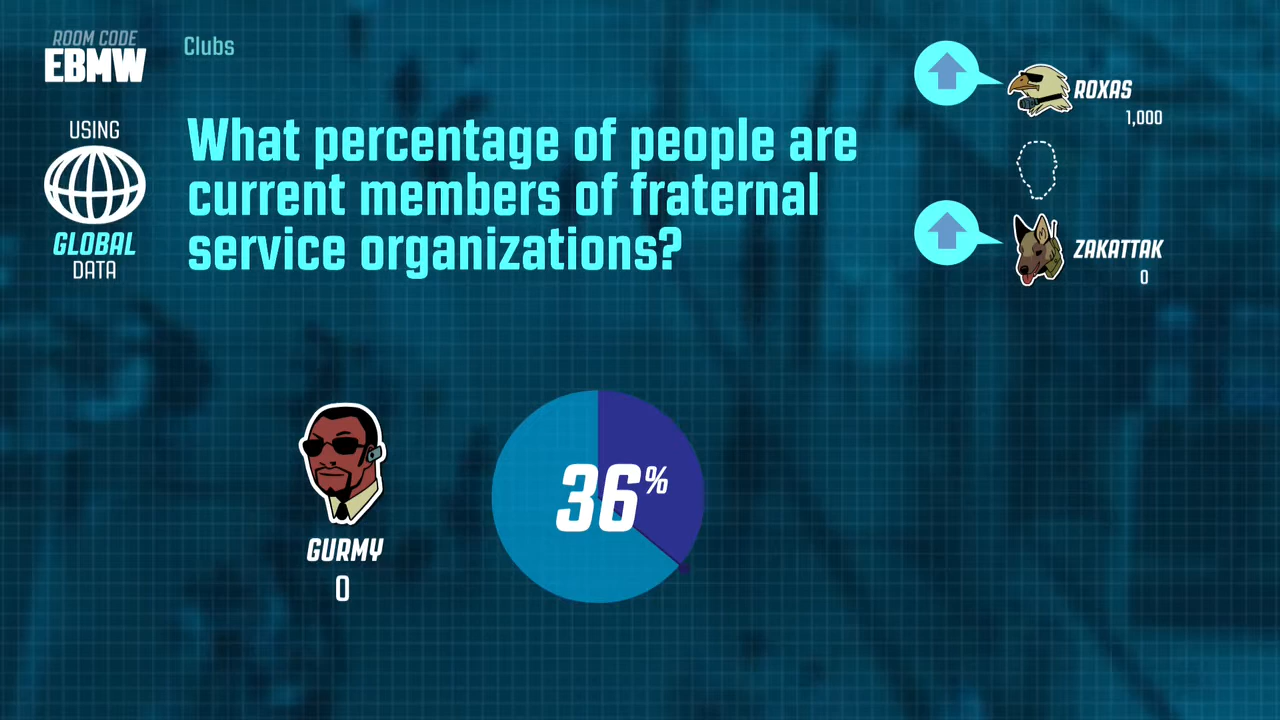 ROOM CODE
EBMW
Clubs
USING
GLOBAL
DATA
What percentage of people are
current members of fraternal
service organizations?
ROXAS
1,000
ZAKATTAK
0
GURMY
0
36%